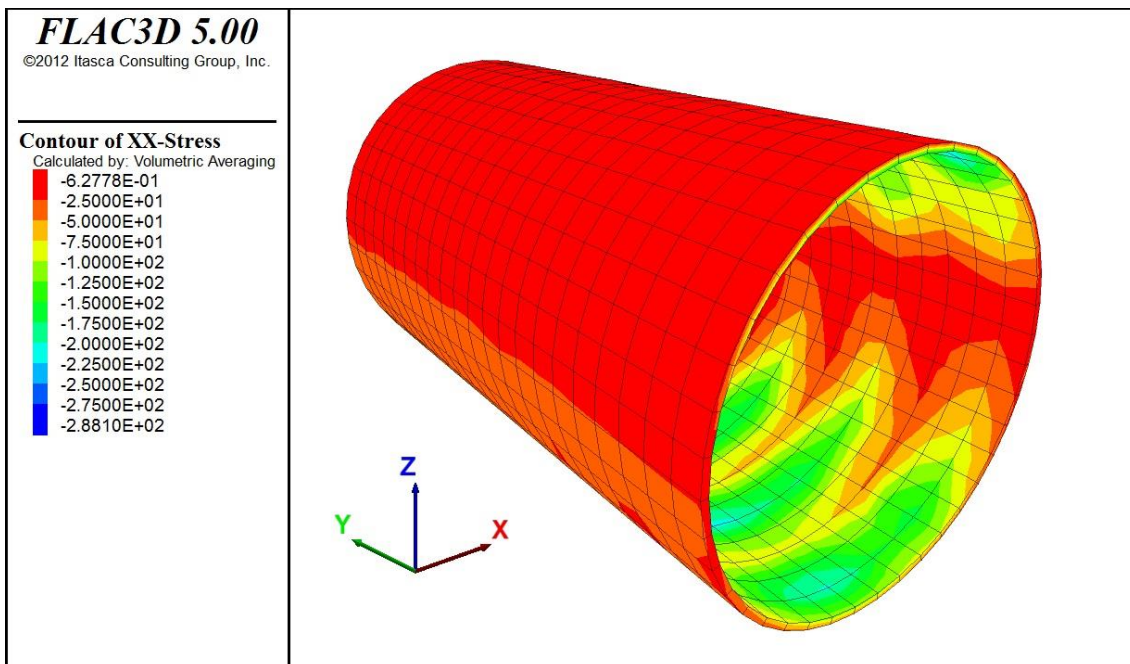 FLAC3D 5.00
©2012 Itasca Consulting Group, Inc.
Contour of XX-Stress
Calculated by: Volumetric Averaging
-6.2778E-01
-2.5000E+01
-5.0000E+01
-7.5000E+01
-1.0000E+02
-1.2500E+02
-1.5000E+02
-1.7500E+02
-2.0000E+02
-2.2500E+02
-2.5000E+02
-2.7500E+02
-2.8810E+02
Z
Y
X